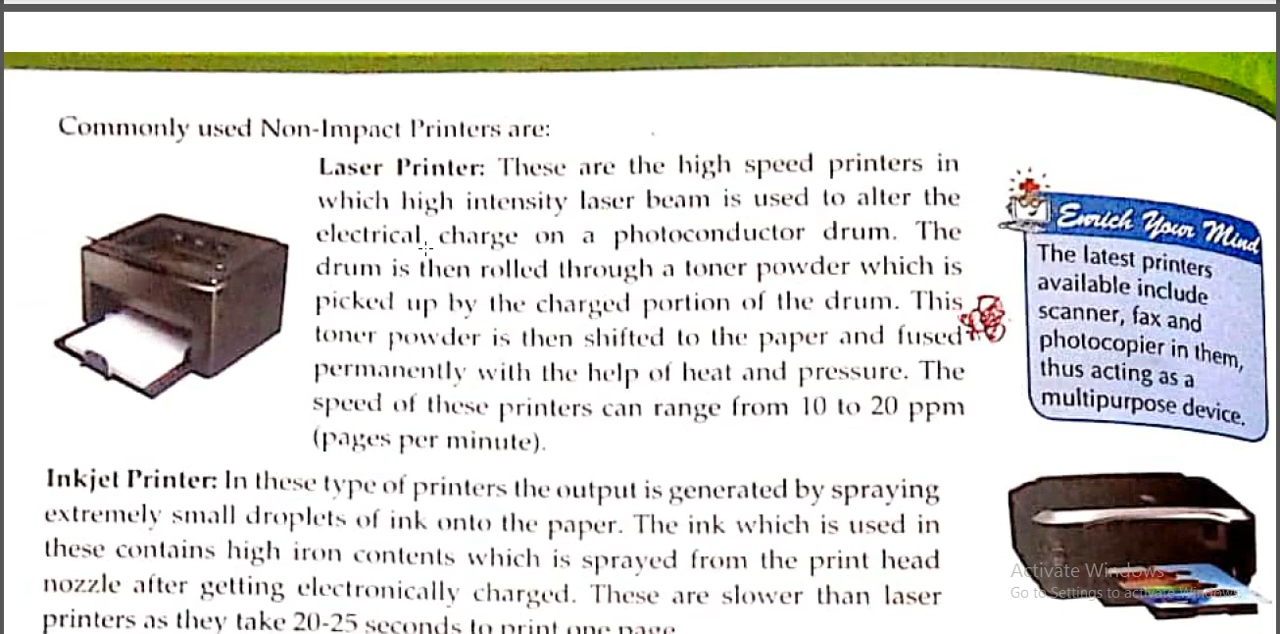 Commonly used Non-Impact Printers are:
Laser Printer: These are the high speed printers in
which high intensity laser beam is used to alter the
electrical charge on a photoconductor drum. The
drum is then rolled through a toner powder which is
picked up by the charged portion of the drum. This
toner powder is then shifted to the paper and fused
permanently with the help of heat and pressure. The
speed of these printers can range from 10 to 20 ppm
(pages per minute).
Enrich Your Mind
The latest printers
available include
scanner, fax and
photocopier in them,
thus acting as a
multipurpose device.
Inkjet Printer: In these type of printers the output is generated by spraying
extremely small droplets of ink onto the paper. The ink which is used in
these contains high iron contents which is sprayed from the print head
nozzle after getting electronically charged. These are slower than laser
printers as they take 20-25 seconds to print one page
Activate Windows
Go to Settings to activate Windows